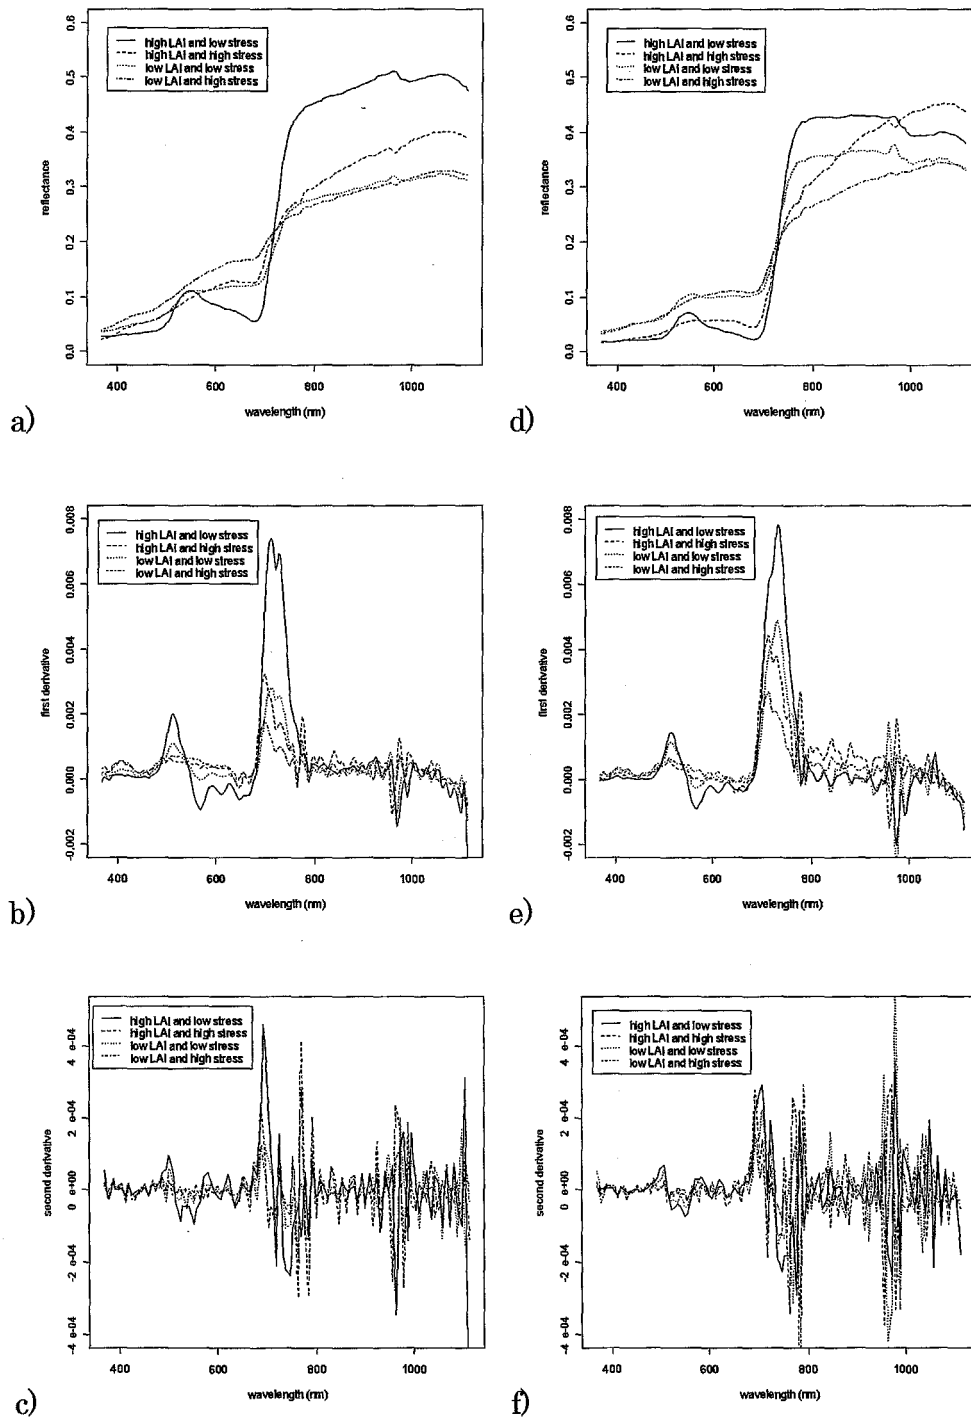 0.6
0.5
0.4
0.3
0.2
0.1
0.0
reflectance
high LAI and low stress
high LAI and high stress
low LAI and low stress
low LAI and high stress
400 600 800 1000
wavelength (nm)
a)
0.6
0.5
0.4
0.3
0.2
0.1
0.0
reflectance
high LAI and low stress
high LAI and high stress
low LAI and low stress
low LAI and high stress
400 600 800 1000
wavelength (nm)
d)
0.008
0.006
0.004
0.002
0.000
-0.002
first derivative
high LAI and low stress
high LAI and high stress
low LAI and low stress
low LAI and high stress
400 600 800 1000
wavelength (nm)
b)
0.008
0.006
0.004
0.002
0.000
-0.002
first derivative
high LAI and low stress
high LAI and high stress
low LAI and low stress
low LAI and high stress
400 600 800 1000
wavelength (nm)
e)
4 e-04
2 e-04
0 e+00
-2 e-04
-4 e-04
second derivative
high LAI and low stress
high LAI and high stress
low LAI and low stress
low LAI and high stress
400 600 800 1000
wavelength (nm)
c)
4 e-04
2 e-04
0 e+00
-2 e-04
-4 e-04
second derivative
high LAI and low stress
high LAI and high stress
low LAI and low stress
low LAI and high stress
400 600 800 1000
wavelength (nm)
f)